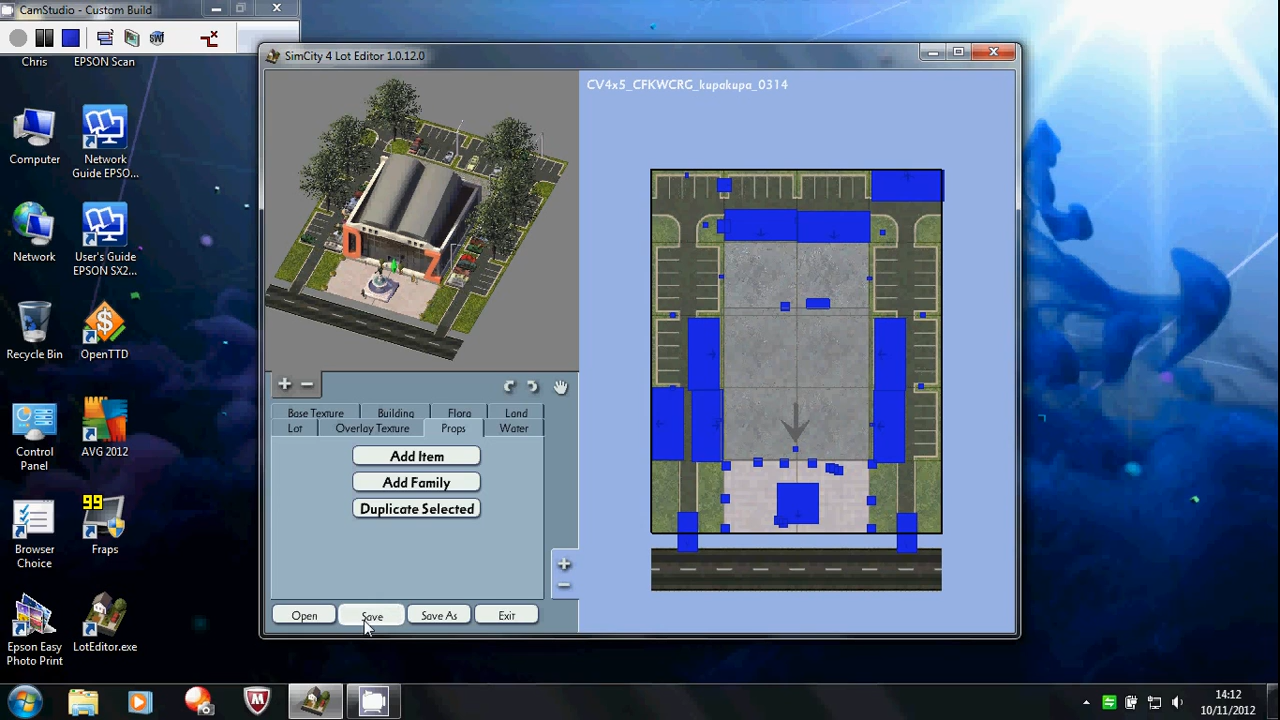 CamStudio - Custom Build
Chris
EPSON Scan
Computer
Network
Guide EPSO...
Network
User's Guide
EPSON SX2...
Recycle Bin
OpenTTD
Control
Panel
AVG 2012
99
Browser
Choice
Fraps
Epson Easy
Photo Print
LotEditor.exe
SimCity 4 Lot Editor 1.0.12.0
CV4x5_CFKWCRG_kupakupa_0314
Base Texture
Building
Flora
Land
Lot
Overlay Texture
Props
Water
Add Item
Add Family
Duplicate Selected
Open
Save
Save As
Exit
14:12
10/11/2012